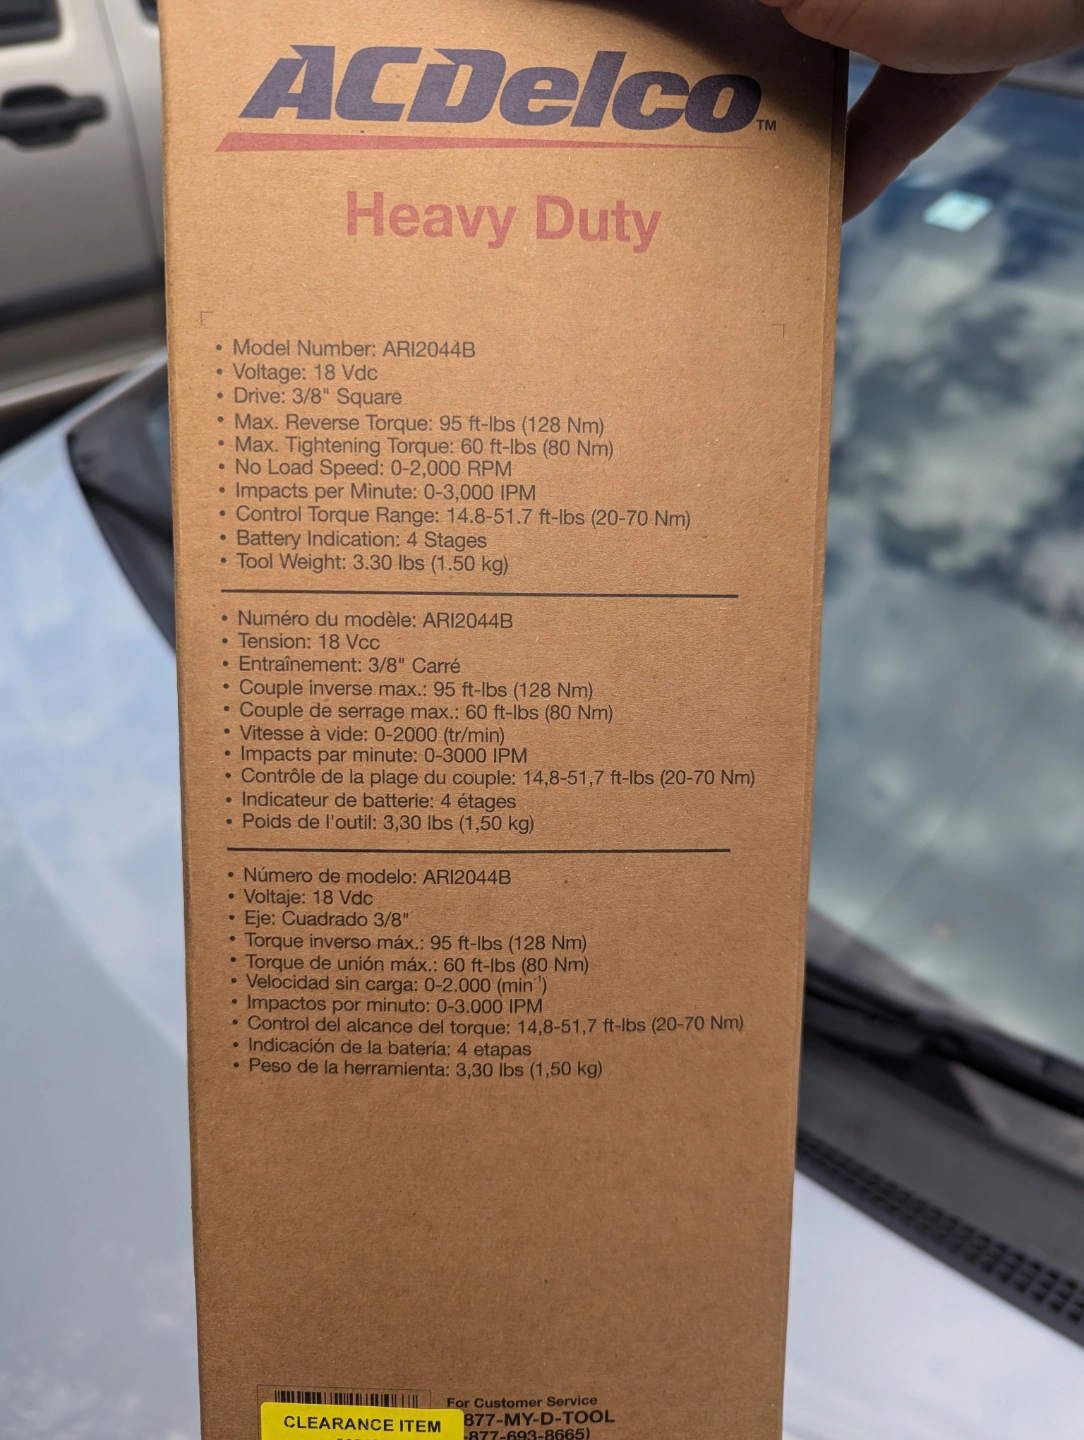 ACDelco™
Heavy Duty
• Model Number: ARI2044B
• Voltage: 18 Vdc
• Drive: 3/8" Square
• Max. Reverse Torque: 95 ft-lbs (128 Nm)
• Max. Tightening Torque: 60 ft-lbs (80 Nm)
• No Load Speed: 0-2,000 RPM
• Impacts per Minute: 0-3,000 IPM
• Control Torque Range: 14.8-51.7 ft-lbs (20-70 Nm)
• Battery Indication: 4 Stages
• Tool Weight: 3.30 lbs (1.50 kg)
• Numéro du modèle: ARI2044B
• Tension: 18 Vcc
• Entraînement: 3/8" Carré
• Couple inverse max.: 95 ft-lbs (128 Nm)
• Couple de serrage max.: 60 ft-lbs (80 Nm)
• Vitesse à vide: 0-2000 (tr/min)
• Impacts par minute: 0-3000 IPM
• Contrôle de la plage du couple: 14,8-51,7 ft-lbs (20-70 Nm)
• Indicateur de batterie: 4 étages
• Poids de l'outil: 3,30 lbs (1,50 kg)
• Número de modelo: ARI2044B
• Voltaje: 18 Vdc
• Eje: Cuadrado 3/8"
• Torque inverso máx.: 95 ft-lbs (128 Nm)
• Torque de unión máx.: 60 ft-lbs (80 Nm)
• Velocidad sin carga: 0-2.000 (min⁻¹)
• Impactos por minuto: 0-3.000 IPM
• Control del alcance del torque: 14,8-51,7 ft-lbs (20-70 Nm)
• Indicación de la batería: 4 etapas
• Peso de la herramienta: 3,30 lbs (1,50 kg)
For Customer Service
877-MY-D-TOOL
-877-693-8665)
CLEARANCE ITEM